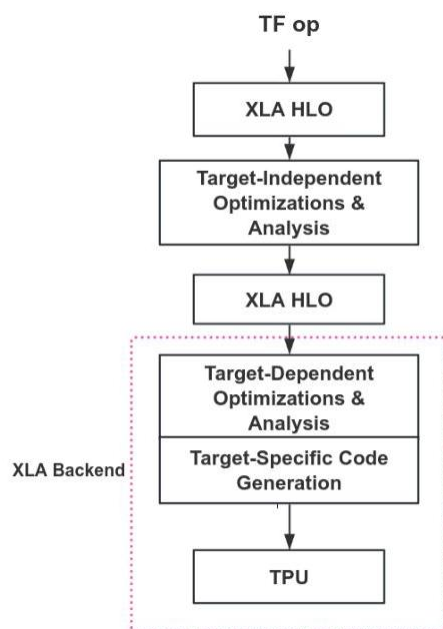 TF op
XLA HLO
Target-Independent
Optimizations &
Analysis
XLA HLO
Target-Dependent
Optimizations &
Analysis
Target-Specific Code
Generation
XLA Backend
TPU